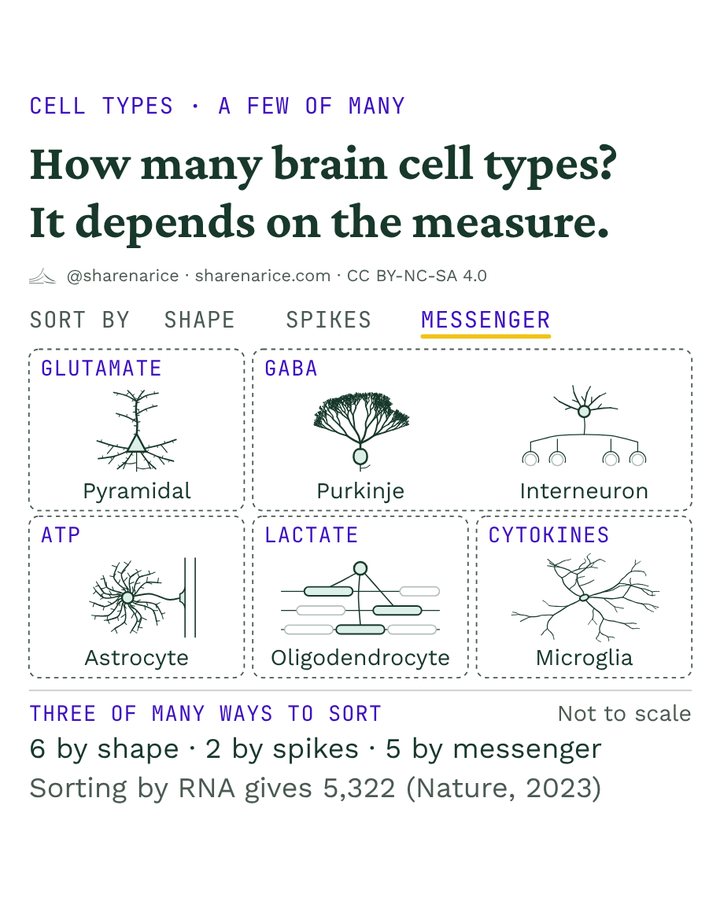 CELL TYPES · A FEW OF MANY
How many brain cell types?
It depends on the measure.
@sharenarice · sharenarice.com · CC BY-NC-SA 4.0
SORT BY SHAPE SPIKES MESSENGER
GLUTAMATE
Pyramidal
GABA
Purkinje
Interneuron
ATP
Astrocyte
LACTATE
Oligodendrocyte
CYTOKINES
Microglia
THREE OF MANY WAYS TO SORT
Not to scale
6 by shape · 2 by spikes · 5 by messenger
Sorting by RNA gives 5,322 (Nature, 2023)